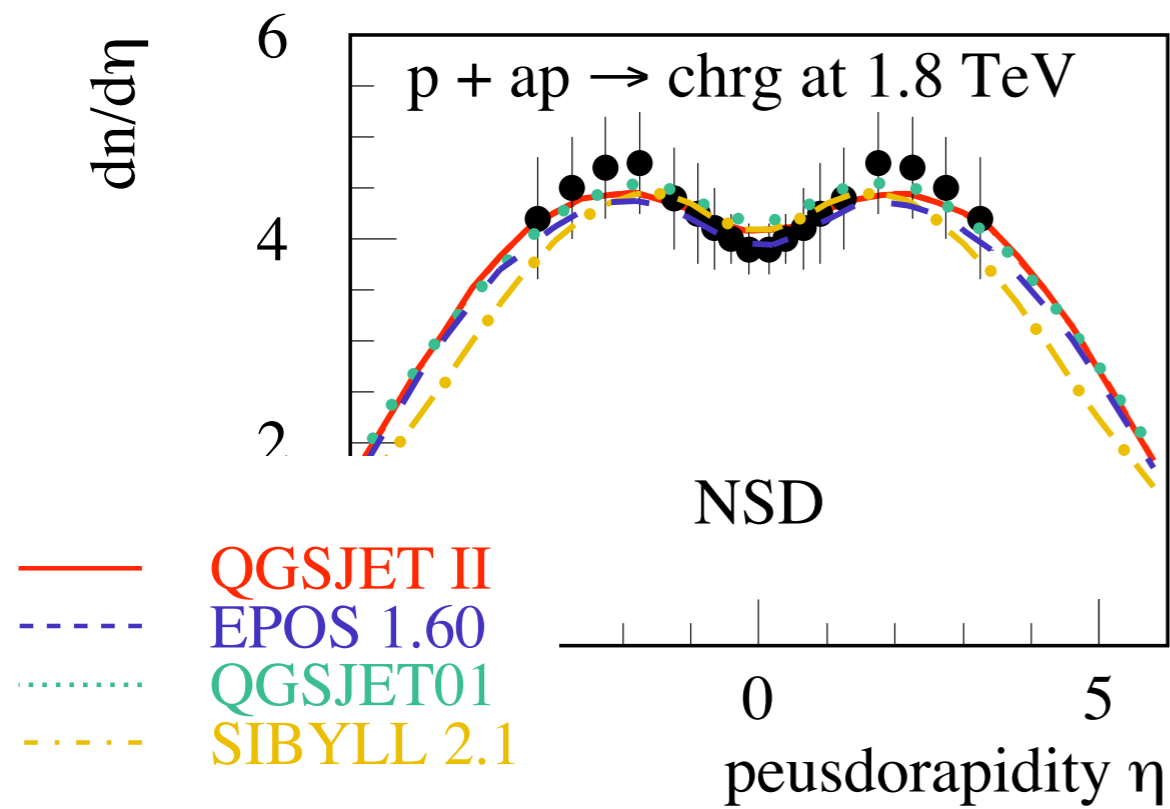 dn/dη
6
p + ap → chrg at 1.8 TeV
4
2
NSD
QGSJET II
EPOS 1.60
QGSJET01
SIBYLL 2.1
0 5
peusdorapidity η